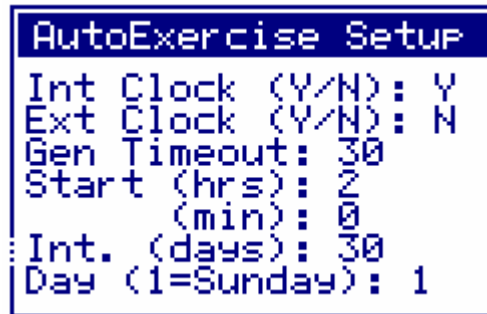 AutoExercise Setup
Int Clock (Y/N): Y
Ext Clock (Y/N): N
Gen Timeout: 30
Start (hrs): 2
(min): 0
Int. (days): 30
Day (1=Sunday): 1